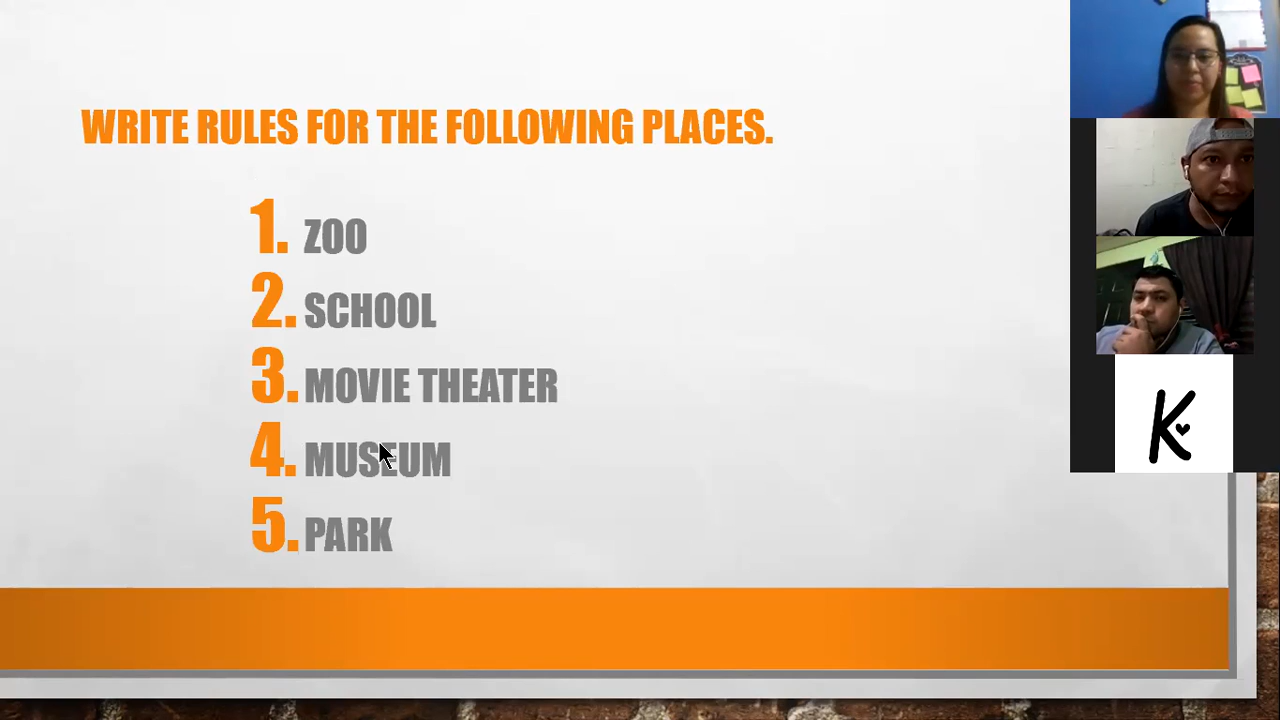 WRITE RULES FOR THE FOLLOWING PLACES.
1. ZOO
2. SCHOOL
3. MOVIE THEATER
4. MUSEUM
5. PARK
K